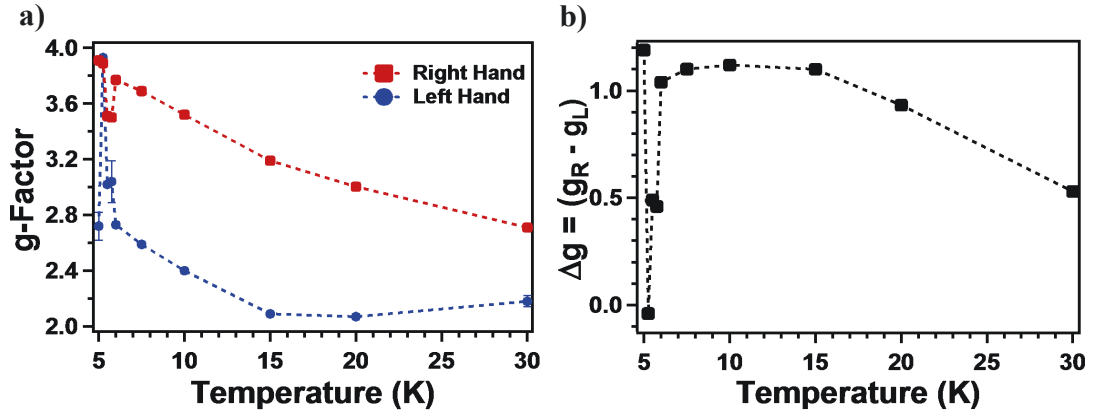 a)
4.0
3.6
3.2
2.8
2.4
2.0
g-Factor
Right Hand
Left Hand
5
10
15
20
25
30
Temperature (K)
b)
1.0
0.5
0.0
Δg = (gR - gL)
5
10
15
20
25
30
Temperature (K)